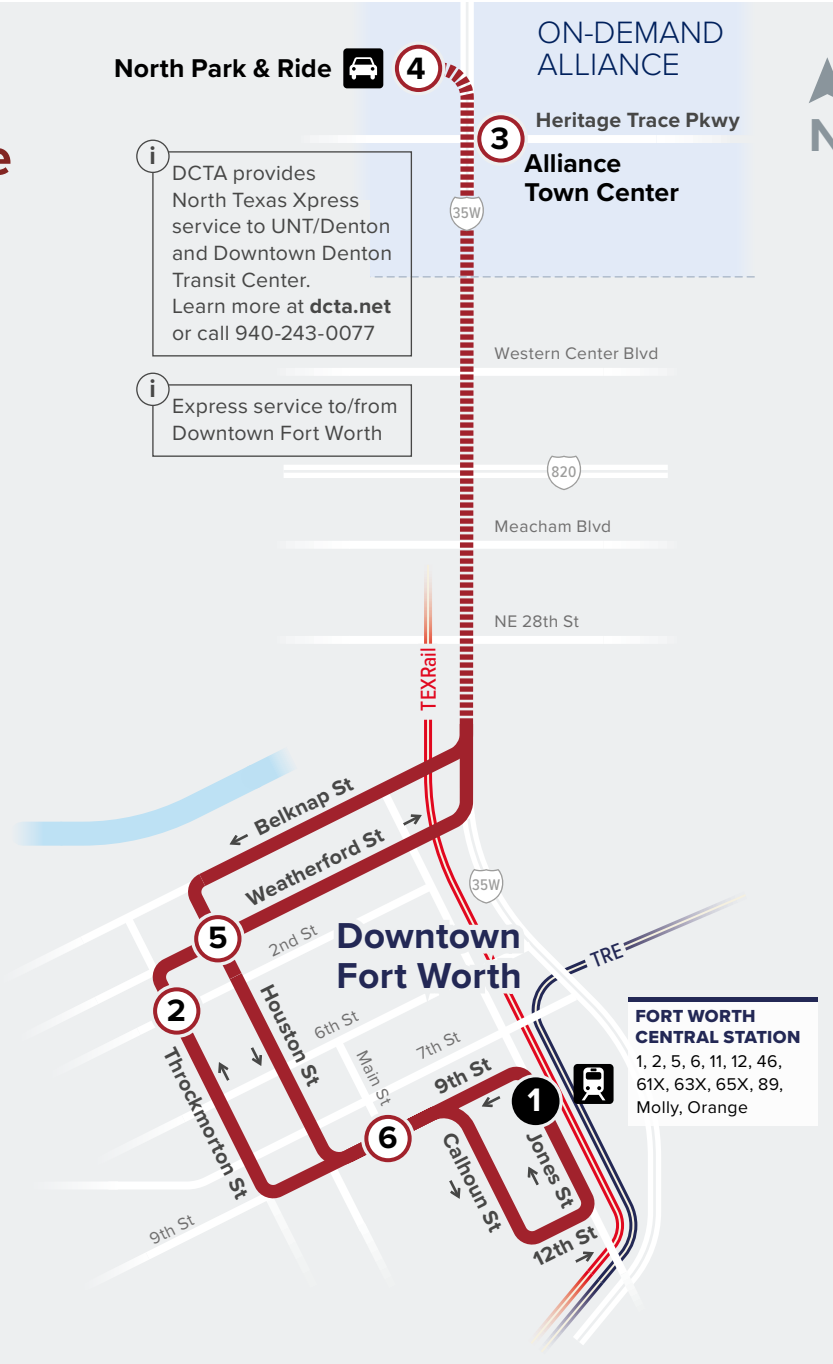 ON-DEMAND
ALLIANCE
North Park & Ride
4
Heritage Trace Pkwy
N
3
Alliance
Town Center
e
i
DCTA provides
North Texas Xpress
service to UNT/Denton
and Downtown Denton
Transit Center.
Learn more at dcta.net
or call 940-243-0077
35W
Western Center Blvd
i
Express service to/from
Downtown Fort Worth
820
Meacham Blvd
NE 28th St
TEXRail
← Belknap St
Weatherford St →
35W
5
2nd St
Downtown
Fort Worth
TRE
2
Houston St
6th St
7th St
Main St
Throckmorton St
9th St
1
FORT WORTH
CENTRAL STATION
1, 2, 5, 6, 11, 12, 46,
61X, 63X, 65X, 89,
Molly, Orange
6
Calhoun St
Jones St
9th St
12th St